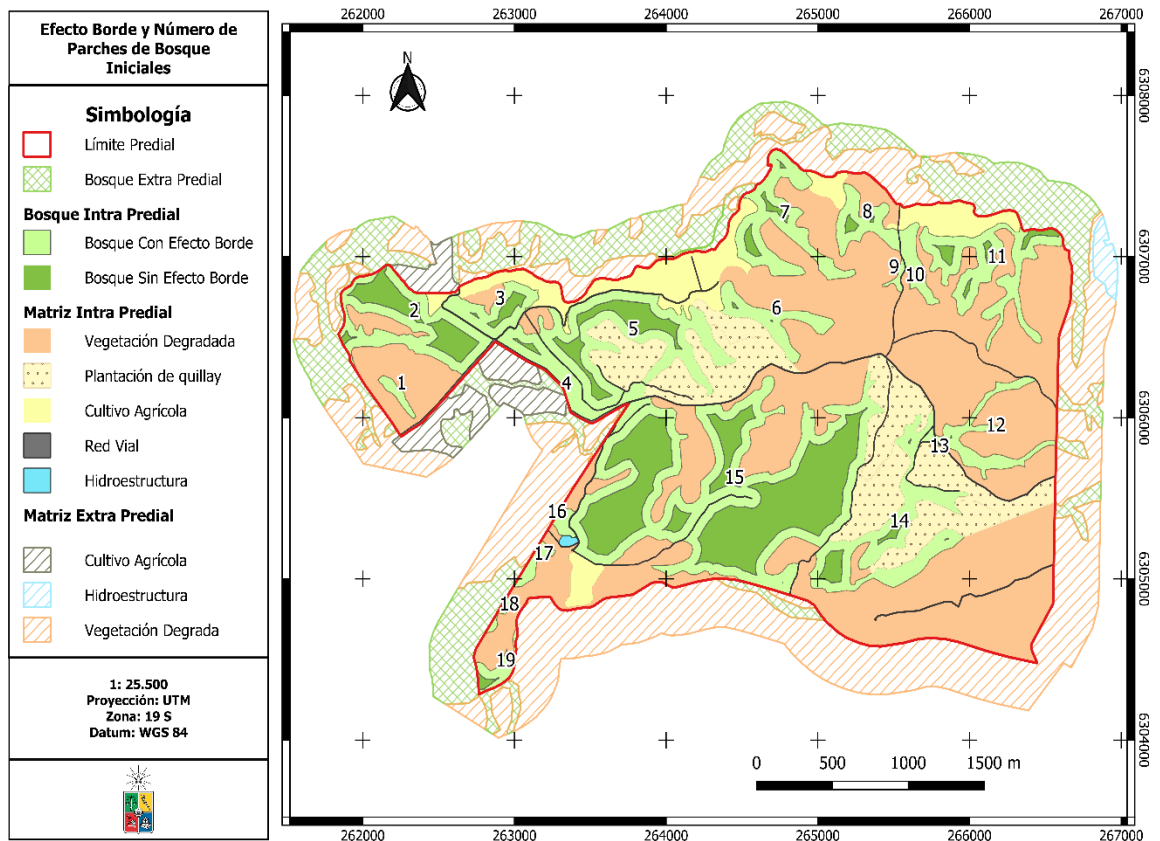 Efecto Borde y Número de
Parches de Bosque
Iniciales
Simbología
Límite Predial
Bosque Extra Predial
Bosque Intra Predial
Bosque Con Efecto Borde
Bosque Sin Efecto Borde
Matriz Intra Predial
Vegetación Degradada
Plantación de quillay
Cultivo Agrícola
Red Vial
Hidroestructura
Matriz Extra Predial
Cultivo Agrícola
Hidroestructura
Vegetación Degrada
1: 25.500
Proyección: UTM
Zona: 19 S
Datum: WGS 84
262000 263000 264000 265000 266000 267000
N
6308000
6307000
6306000
6305000
6304000
1
2
3
4
5
6
7
8
9
10
11
12
13
14
15
16
17
18
19
0 500 1000 1500 m
262000 263000 264000 265000 266000 267000